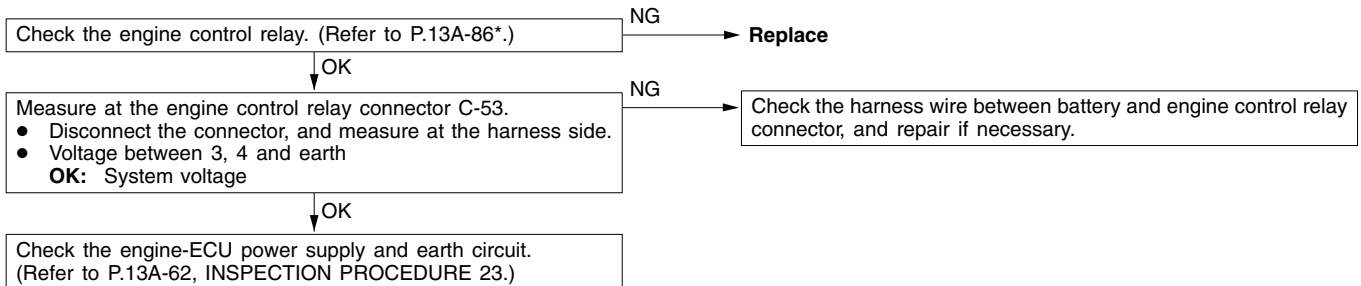 Check the engine control relay. (Refer to P.13A-86*.)
NG
Replace
OK
Measure at the engine control relay connector C-53.
● Disconnect the connector, and measure at the harness side.
● Voltage between 3, 4 and earth
OK: System voltage
NG
Check the harness wire between battery and engine control relay
connector, and repair if necessary.
OK
Check the engine-ECU power supply and earth circuit.
(Refer to P.13A-62, INSPECTION PROCEDURE 23.)